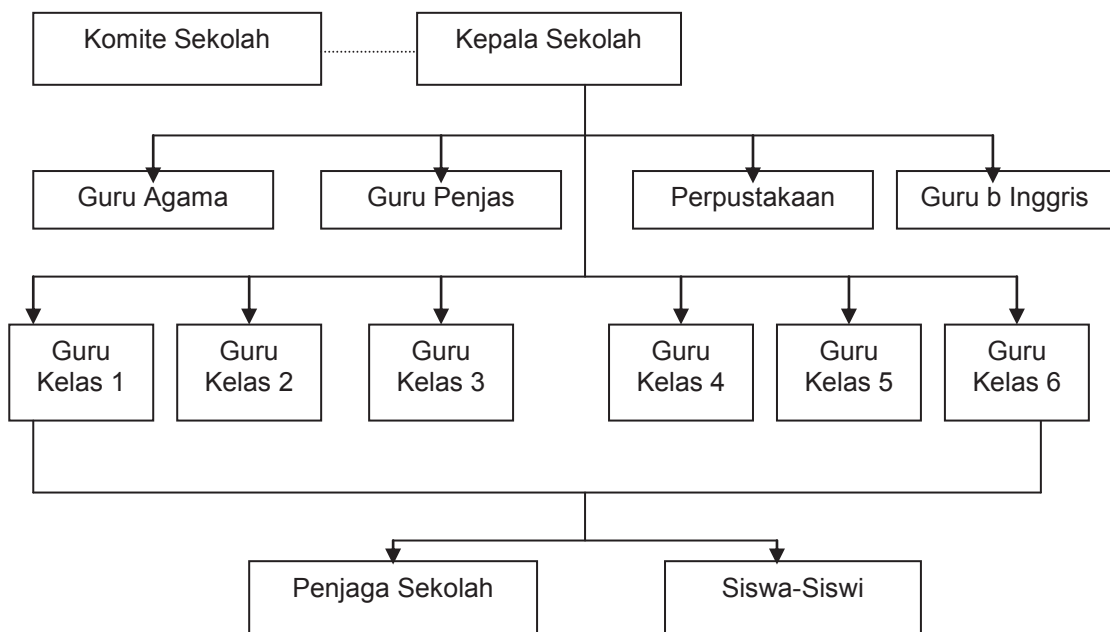 Komite Sekolah
Kepala Sekolah
Guru Agama
Guru Penjas
Perpustakaan
Guru b Inggris
Guru
Kelas 1
Guru
Kelas 2
Guru
Kelas 3
Guru
Kelas 4
Guru
Kelas 5
Guru
Kelas 6
Penjaga Sekolah
Siswa-Siswi